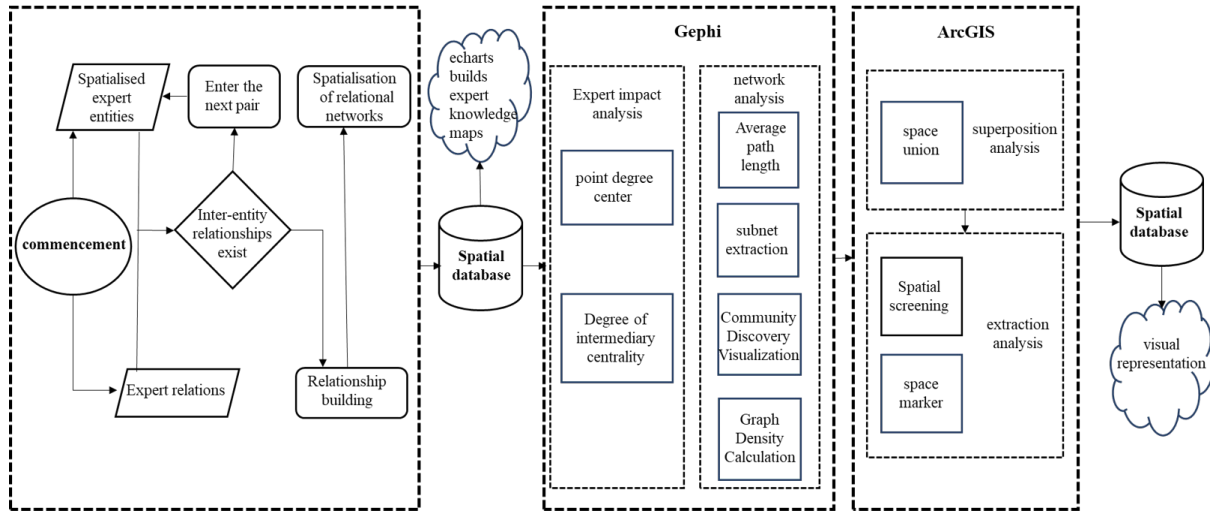 Spatialised
expert
entities
Enter the
next pair
Spatialisation
of relational
networks
commencement
Inter-entity
relationships
exist
Expert relations
Relationship
building
echarts
builds
expert
knowledge
maps
Spatial
database
Gephi
Expert impact
analysis
point degree
center
Degree of
intermediary
centrality
network
analysis
Average
path
length
subnet
extraction
Community
Discovery
Visualization
Graph
Density
Calculation
ArcGIS
space
union
superposition
analysis
Spatial
screening
space
marker
extraction
analysis
Spatial
database
visual
representation